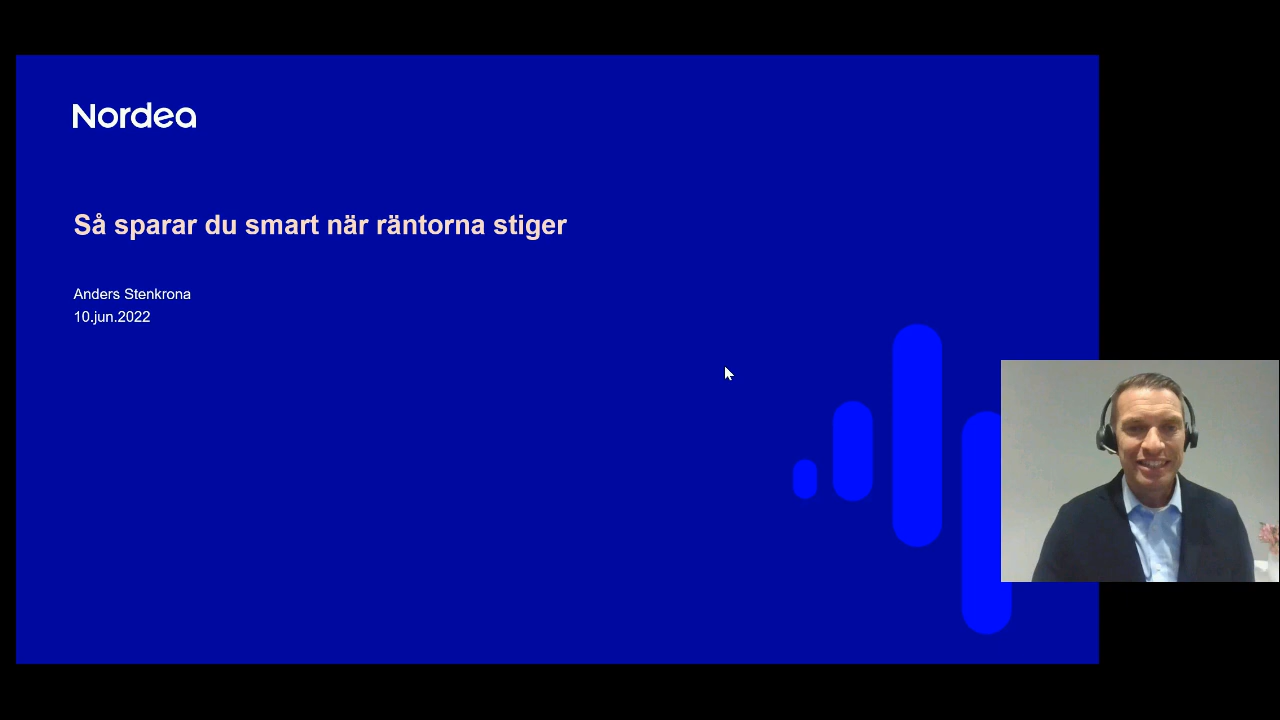 Nordea
Så sparar du smart när räntorna stiger
Anders Stenkrona
10.jun.2022